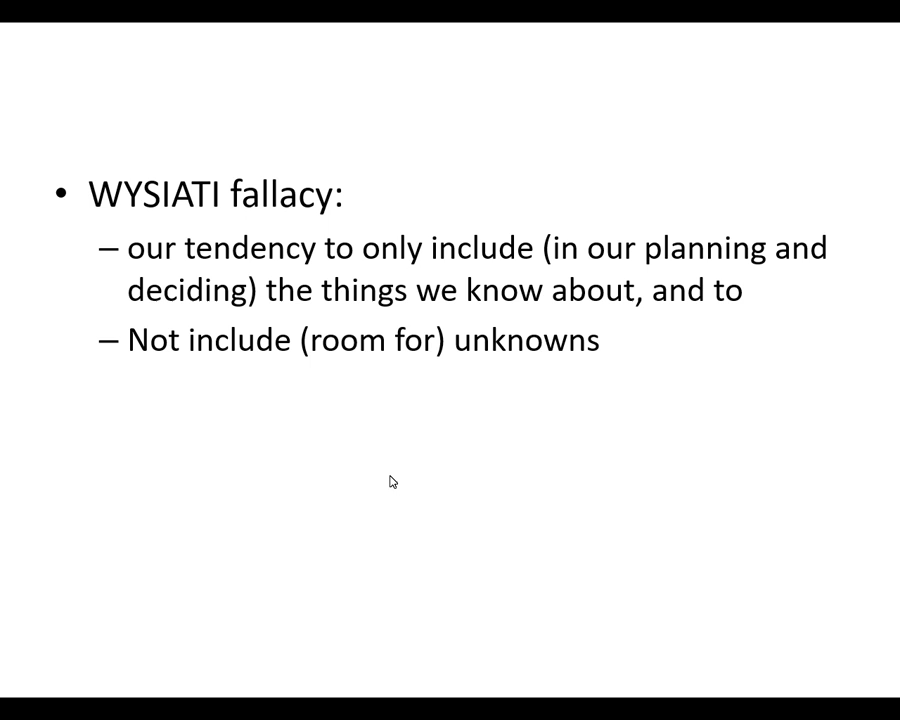 • WYSIATI fallacy:
– our tendency to only include (in our planning and
deciding) the things we know about, and to
– Not include (room for) unknowns